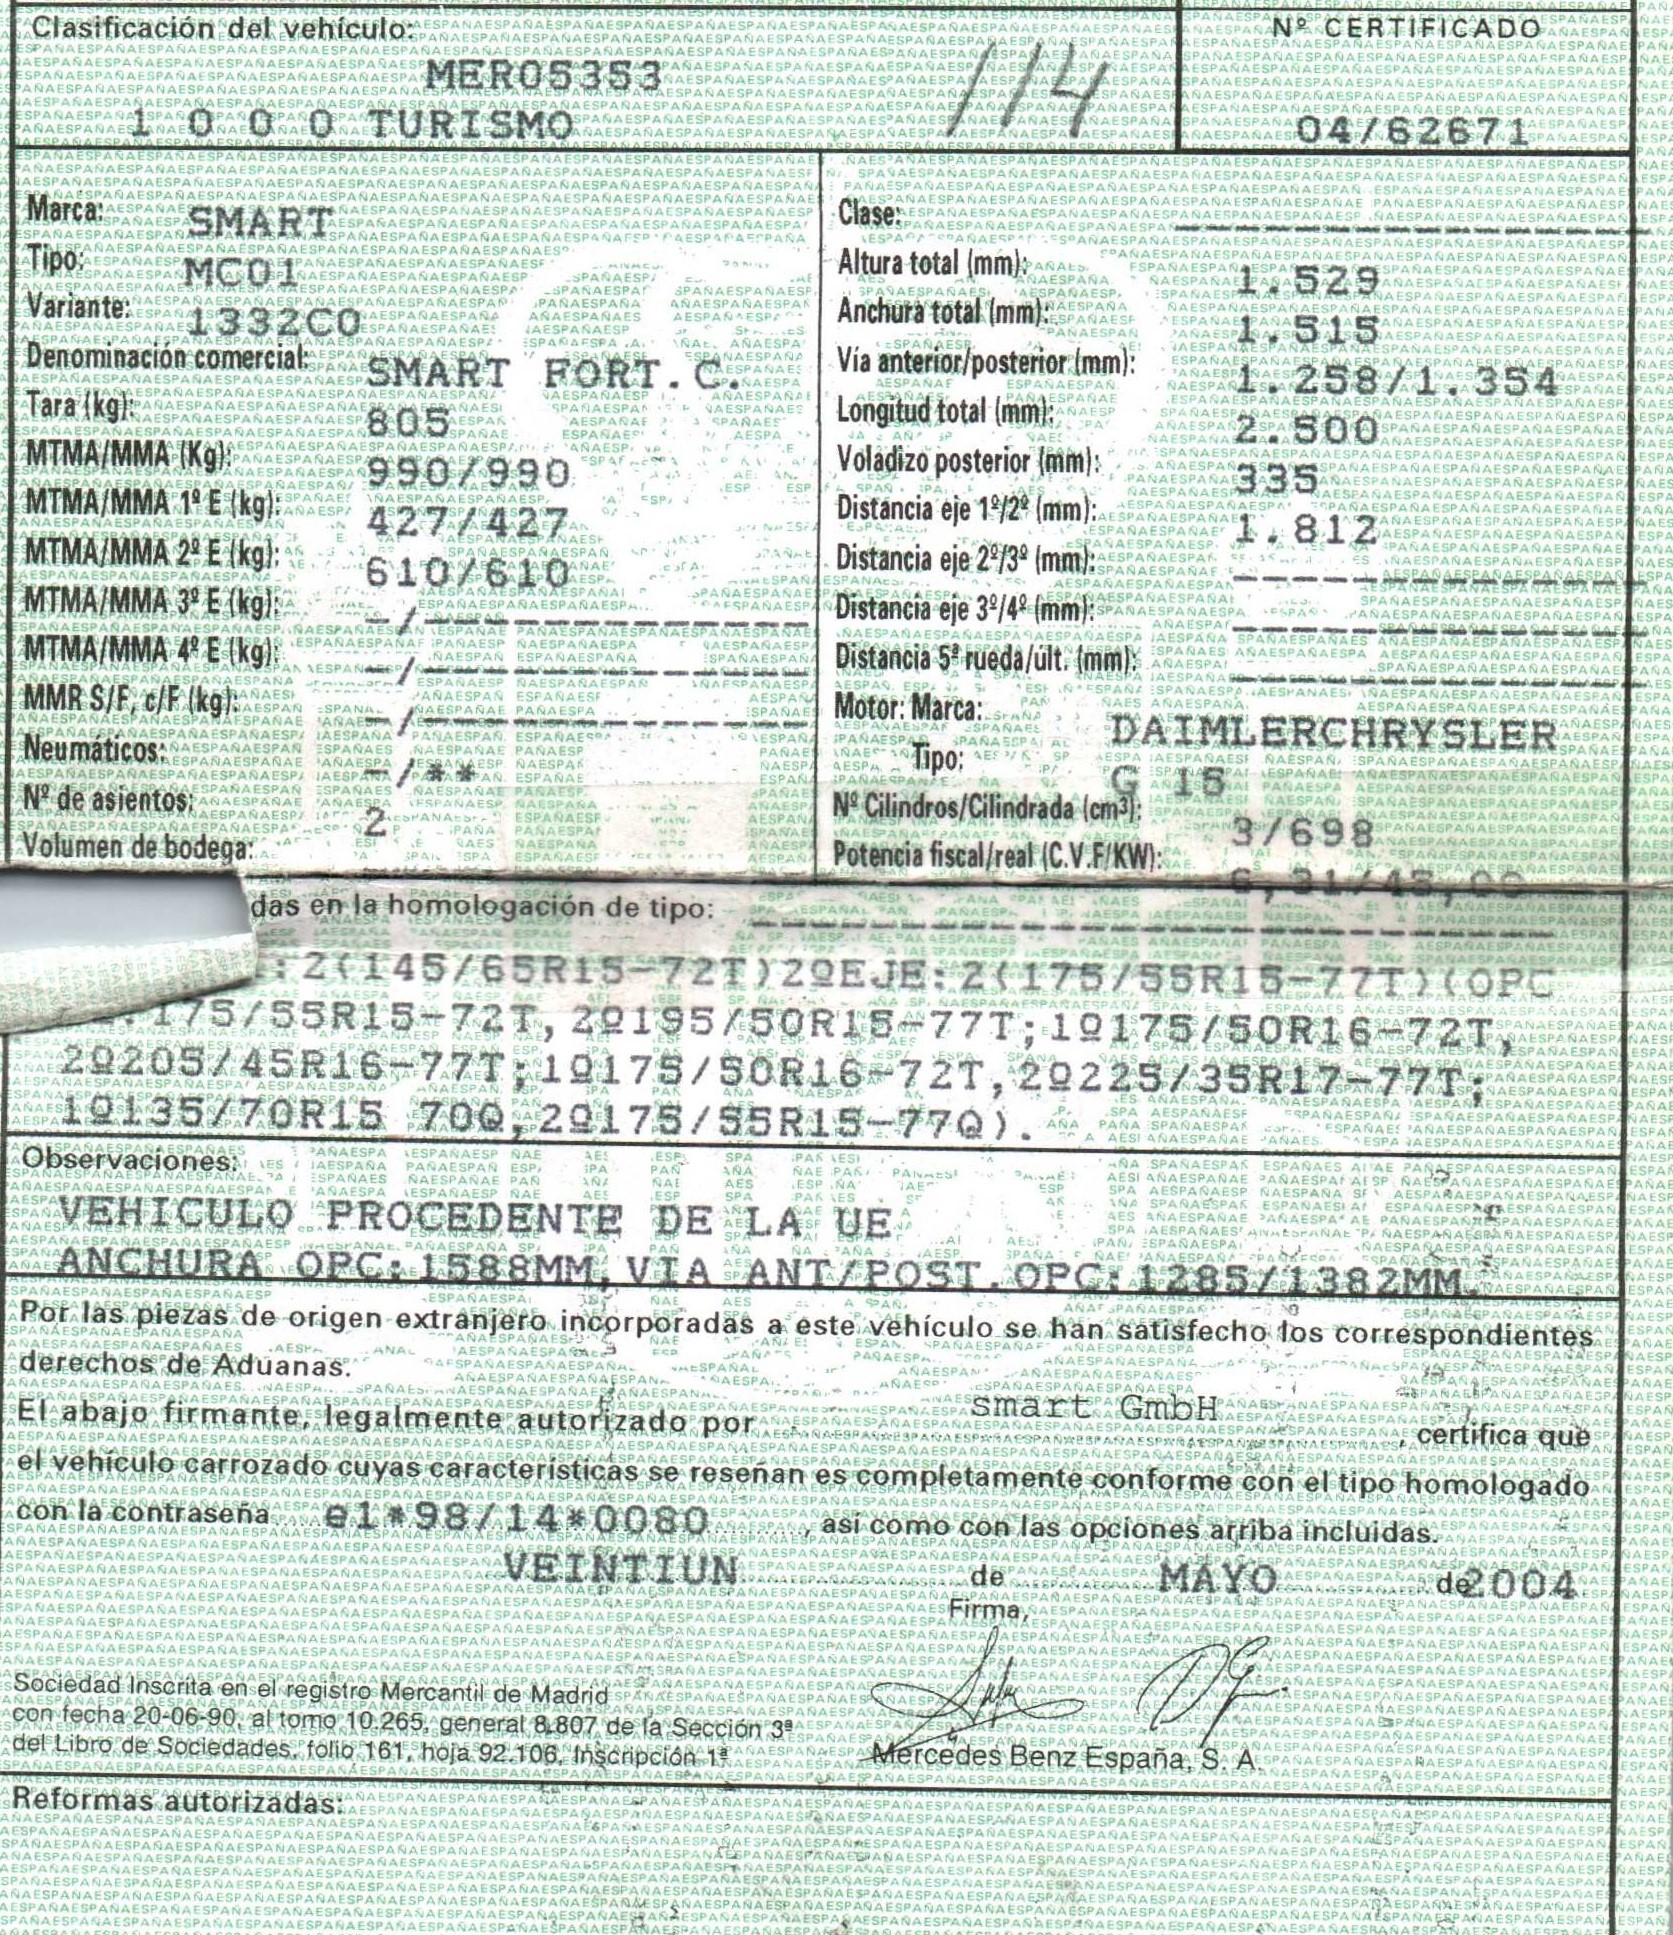 Clasificación del vehículo:
MER05353
1 0 0 0 TURISMO
114
Nº CERTIFICADO
04/62671
Marca: SMART
Tipo: MC01
Variante: 1332C0
Denominación comercial: SMART FORT.C.
Tara (kg): 805
MTMA/MMA (Kg): 990/990
MTMA/MMA 1º E (kg): 427/427
MTMA/MMA 2º E (kg): 610/610
MTMA/MMA 3º E (kg): -/-------------
MTMA/MMA 4º E (kg): -/-------------
MMR S/F, c/F (kg): -/-------------
Neumáticos: -/**
Nº de asientos: 2
Volumen de bodega:
Clase: ----------------
Altura total (mm): 1.529
Anchura total (mm): 1.515
Vía anterior/posterior (mm): 1.258/1.354
Longitud total (mm): 2.500
Voladizo posterior (mm): 335
Distancia eje 1º/2º (mm): 1.812
Distancia eje 2º/3º (mm): --------------
Distancia eje 3º/4º (mm): --------------
Distancia 5ª rueda/ült. (mm): --------------
Motor: Marca: DAIMLERCHRYSLER
Tipo: G 15
Nº Cilindros/Cilindrada (cm³): 3/698
Potencia fiscal/real (C.V.F/KW):
das en la homologación de tipo: ---------------------------
:2(145/65R15-72T)2ºEJE:2(175/55R15-77T)(OPC
175/55R15-72T,2º195/50R15-77T;1º175/50R16-72T,
2º205/45R16-77T;1º175/50R16-72T,2º225/35R17-77T;
1º135/70R15 70Q,2º175/55R15-77Q).
Observaciones:
VEHICULO PROCEDENTE DE LA UE
ANCHURA OPC:1588MM,VIA ANT/POST.OPC:1285/1382MM.
Por las piezas de origen extranjero incorporadas a este vehículo se han satisfecho los correspondientes
derechos de Aduanas.
El abajo firmante, legalmente autorizado por smart GmbH, certifica que
el vehículo carrozado cuyas características se reseñan es completamente conforme con el tipo homologado
con la contraseña e1*98/14*0080, así como con las opciones arriba incluidas.
VEINTIUN de MAYO de 2004
Firma,
Sociedad Inscrita en el registro Mercantil de Madrid
con fecha 20-06-90, al tomo 10.265, general 8.807 de la Sección 3ª
del Libro de Sociedades, folio 161, hoja 92.106, Inscripción 1ª
Mercedes Benz España, S. A.
Reformas autorizadas: